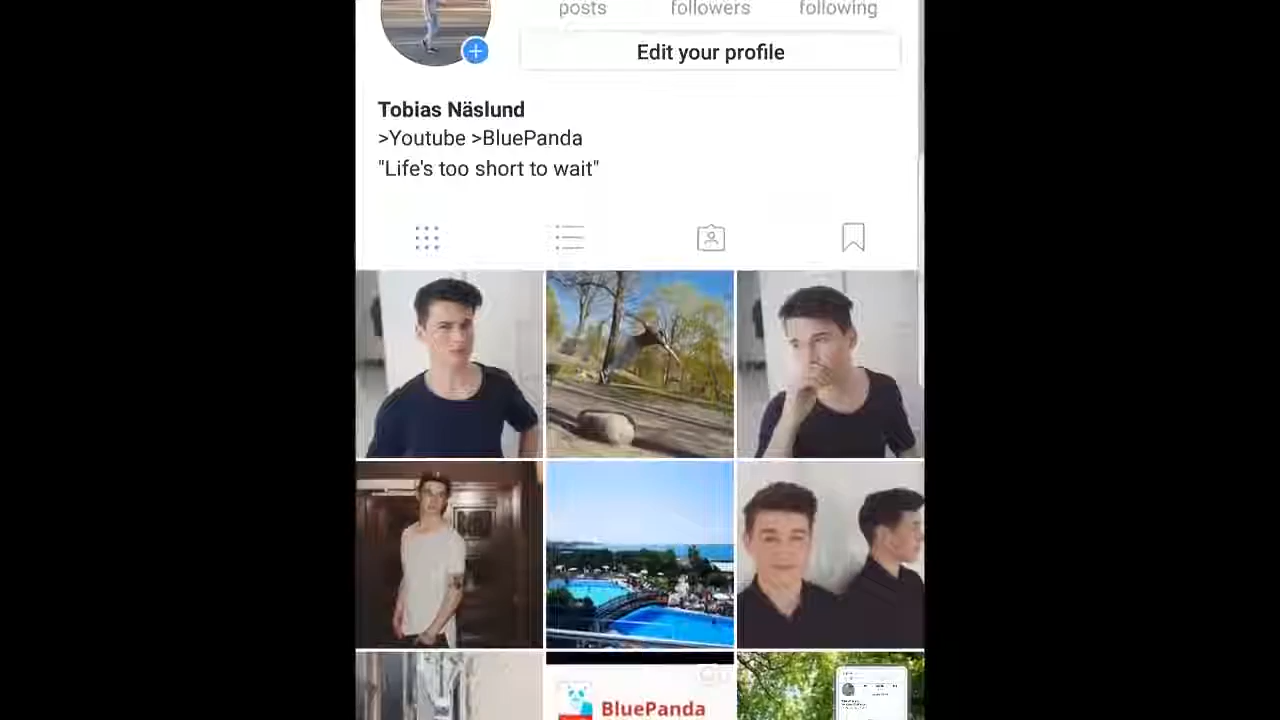 posts followers following
Edit your profile
Tobias Näslund
>Youtube >BluePanda
"Life's too short to wait"
BluePanda